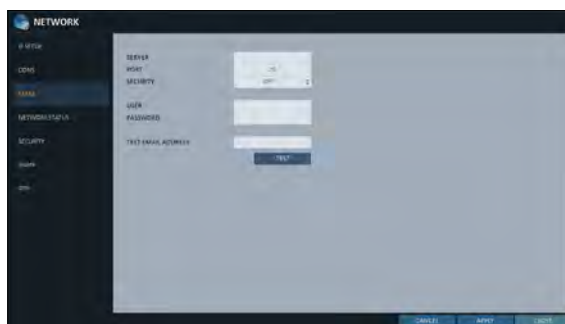 NETWORK
IP SETUP
DDNS
EMAIL
NETWORK STATUS
SECURITY
SNMP
SERVER
PORT
SECURITY
OFF
USER
PASSWORD
TEST EMAIL ADDRESS
TEST
CANCEL
APPLY
CLOSE